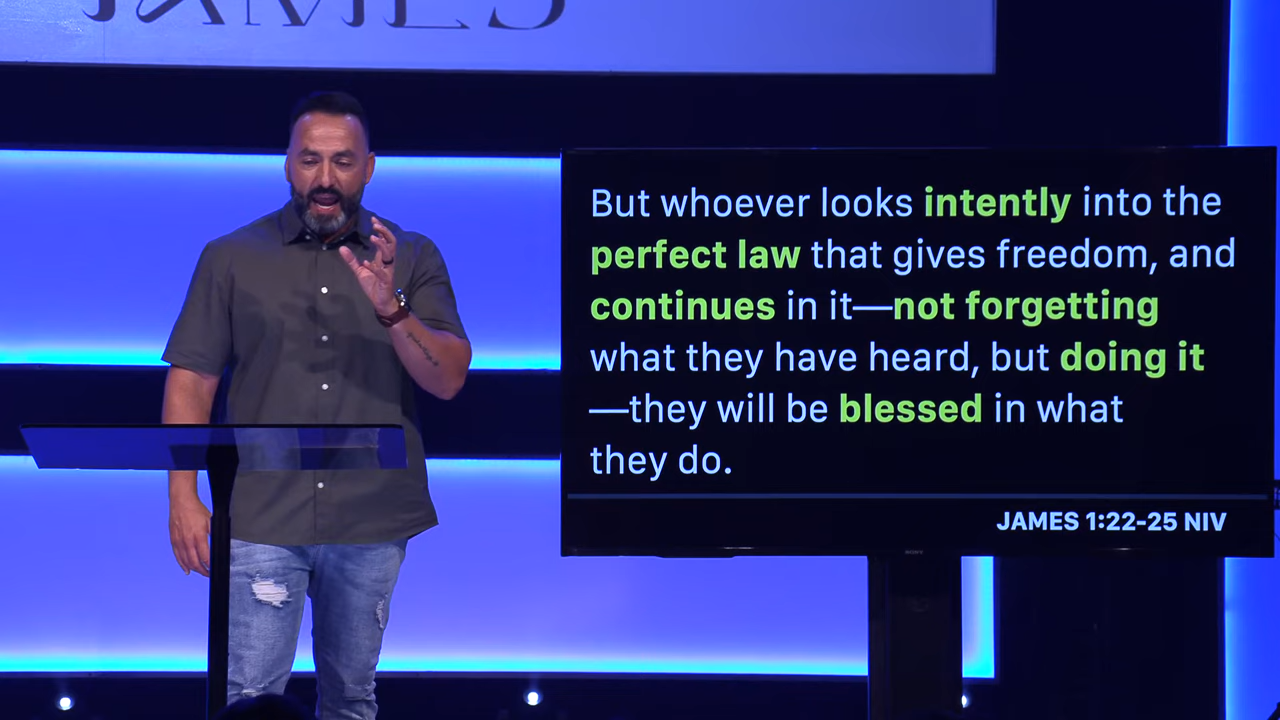 JAMES
But whoever looks intently into the
perfect law that gives freedom, and
continues in it—not forgetting
what they have heard, but doing it
—they will be blessed in what
they do.
JAMES 1:22-25 NIV